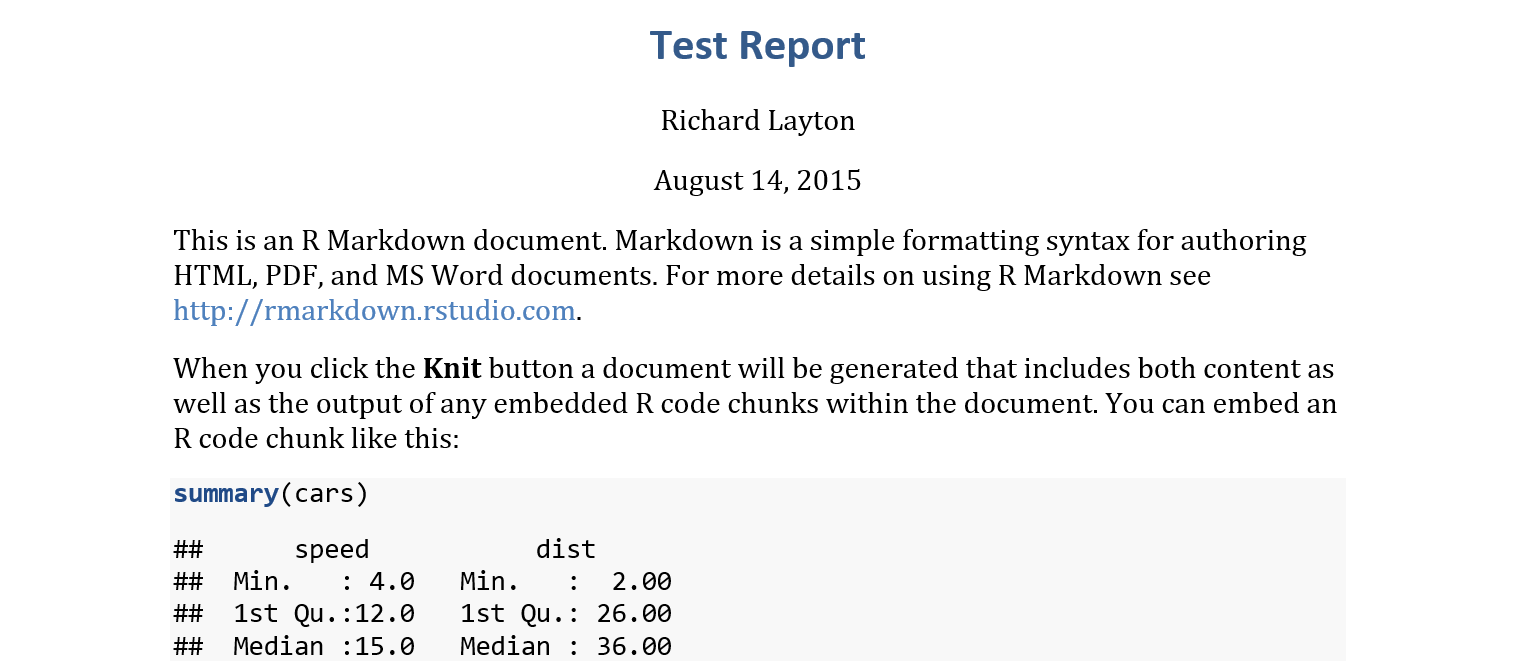 Test Report
Richard Layton
August 14, 2015
This is an R Markdown document. Markdown is a simple formatting syntax for authoring
HTML, PDF, and MS Word documents. For more details on using R Markdown see
http://rmarkdown.rstudio.com.
When you click the Knit button a document will be generated that includes both content as
well as the output of any embedded R code chunks within the document. You can embed an
R code chunk like this:
summary(cars)
##      speed           dist
##  Min.   : 4.0   Min.   :  2.00
##  1st Qu.:12.0   1st Qu.: 26.00
##  Median :15.0   Median : 36.00